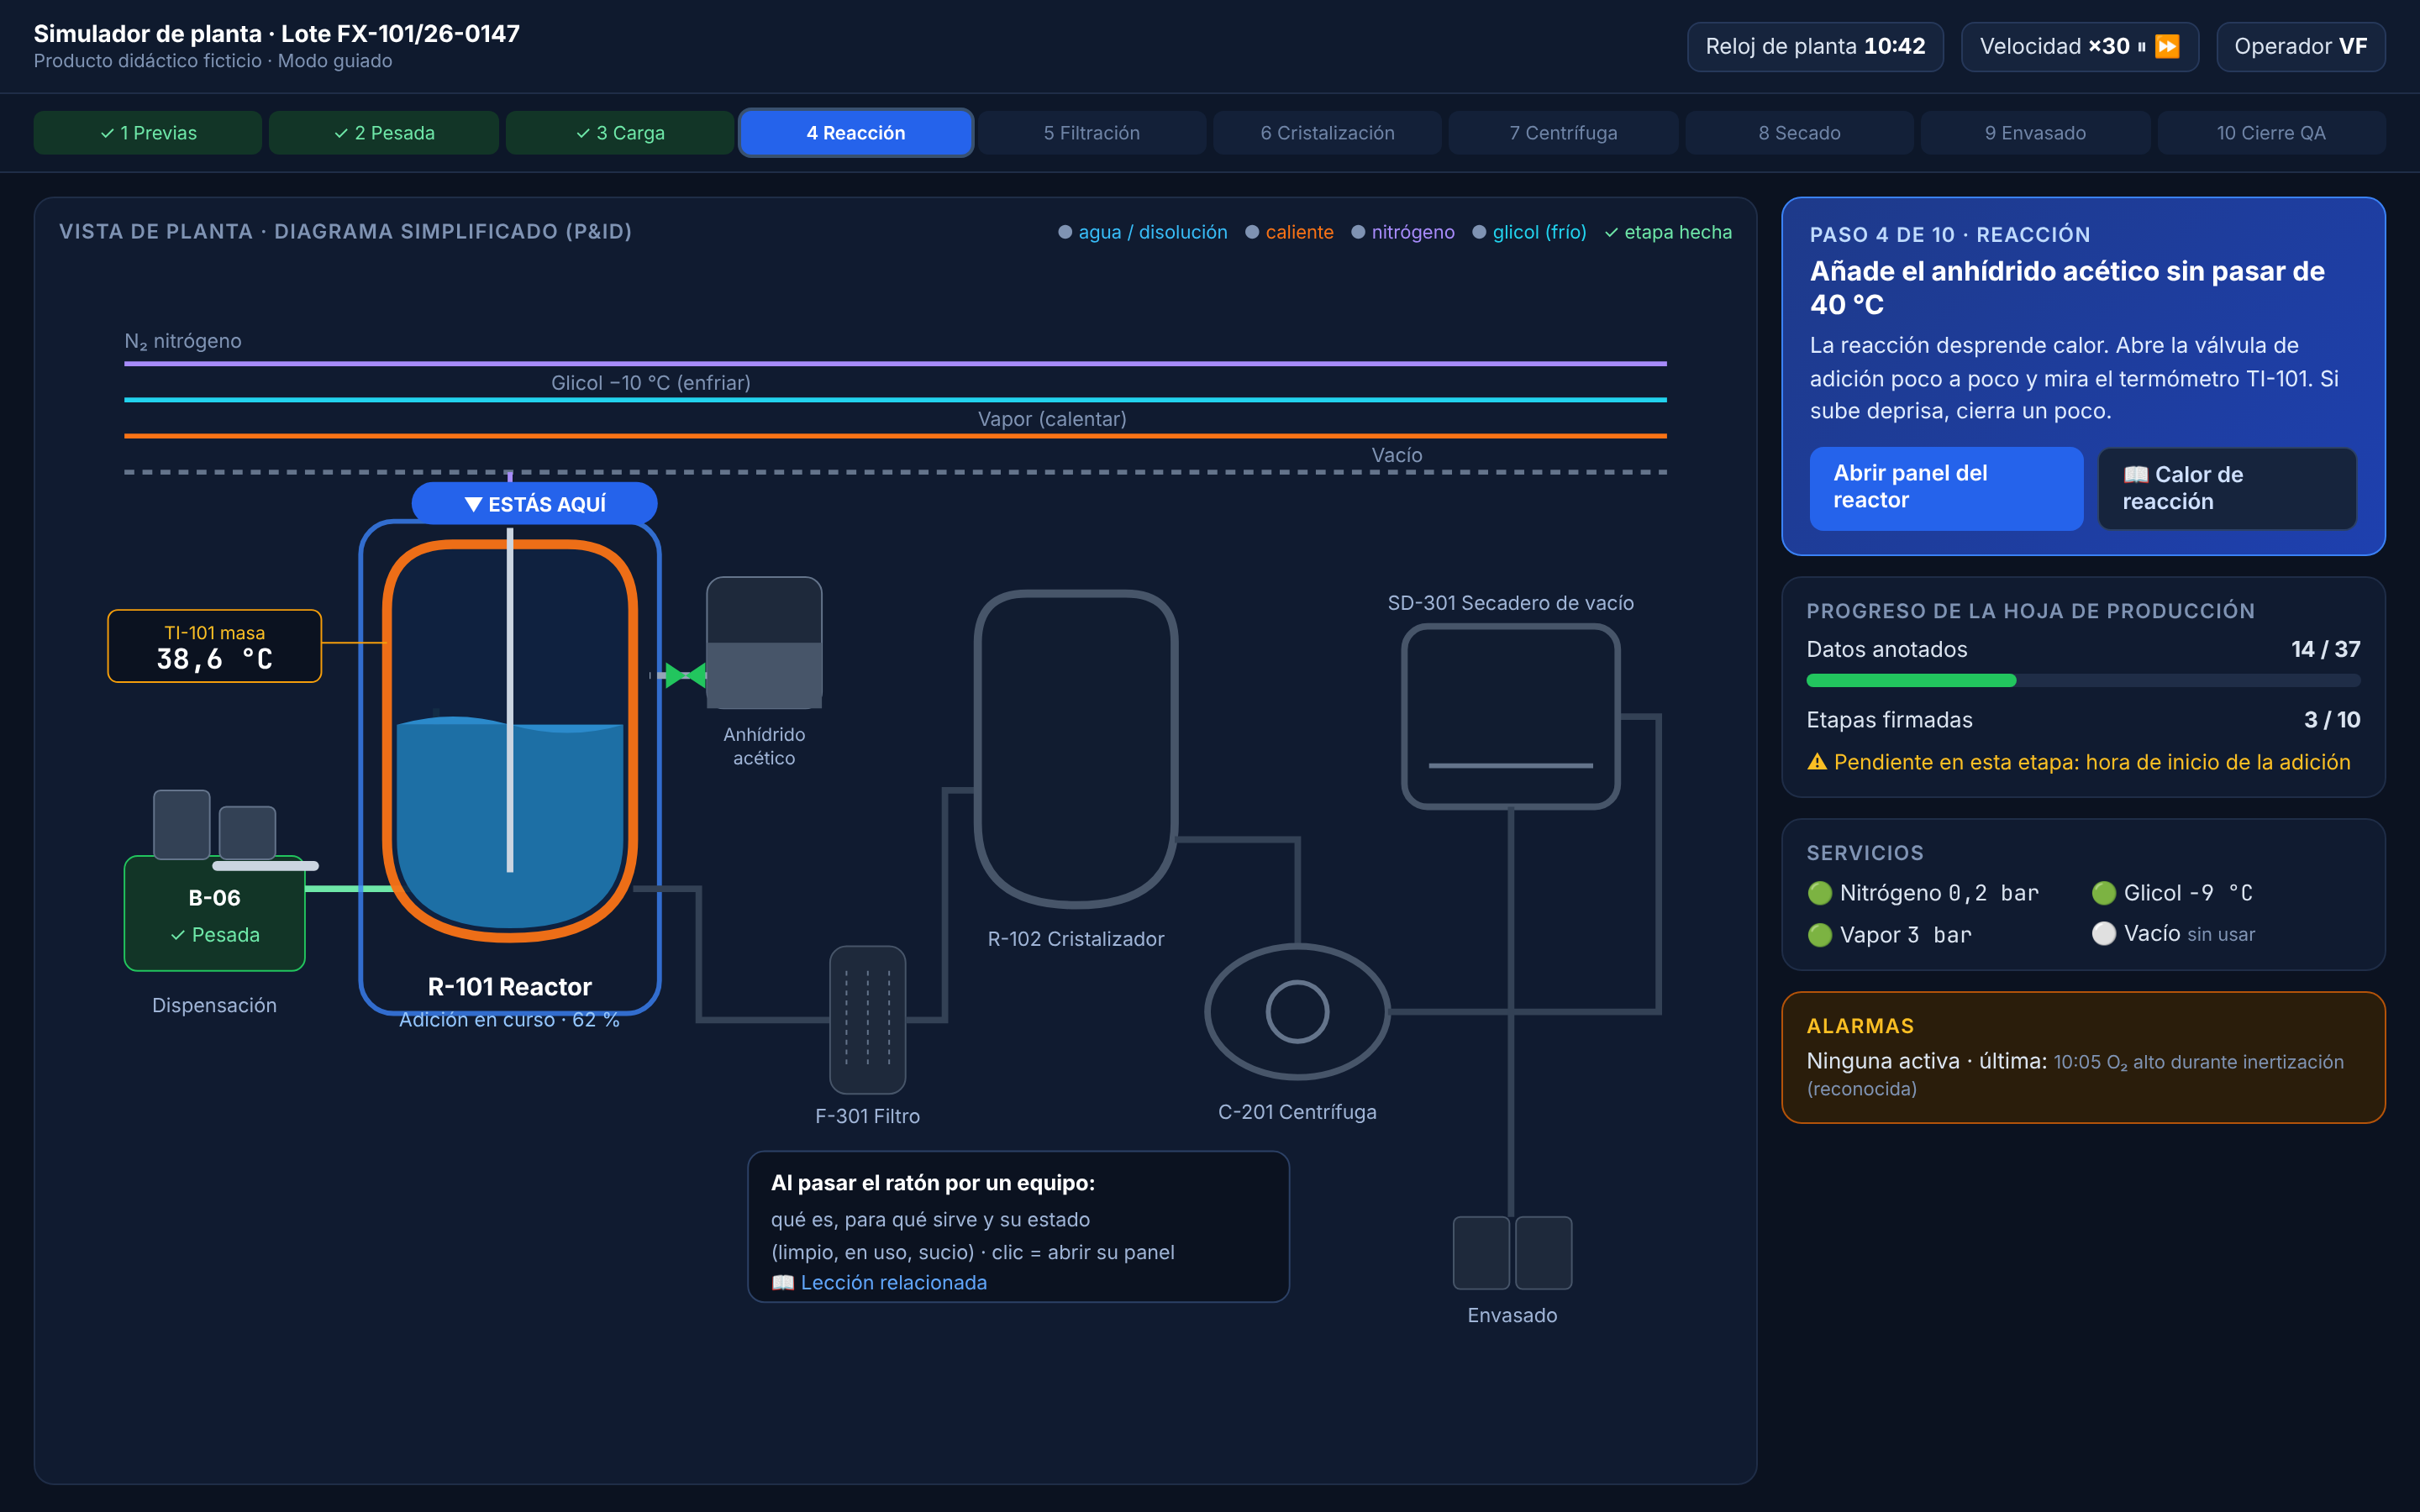 Simulador de planta · Lote FX-101/26-0147
Producto didáctico ficticio · Modo guiado
Reloj de planta 10:42
Velocidad ×30 ⏸ ⏩
Operador VF
✓ 1 Previas
✓ 2 Pesada
✓ 3 Carga
4 Reacción
5 Filtración
6 Cristalización
7 Centrífuga
8 Secado
9 Envasado
10 Cierre QA
VISTA DE PLANTA · DIAGRAMA SIMPLIFICADO (P&ID)
agua / disolución
caliente
nitrógeno
glicol (frío)
✓ etapa hecha
N₂ nitrógeno
Glicol −10 °C (enfriar)
Vapor (calentar)
Vacío
▼ ESTÁS AQUÍ
TI-101 masa
38,6 °C
Anhídrido
acético
SD-301 Secadero de vacío
B-06
✓ Pesada
Dispensación
R-101 Reactor
Adición en curso · 62 %
R-102 Cristalizador
F-301 Filtro
C-201 Centrífuga
Al pasar el ratón por un equipo:
qué es, para qué sirve y su estado
(limpio, en uso, sucio) · clic = abrir su panel
📖 Lección relacionada
Envasado
PASO 4 DE 10 · REACCIÓN
Añade el anhídrido acético sin pasar de
40 °C
La reacción desprende calor. Abre la válvula de
adición poco a poco y mira el termómetro TI-101. Si
sube deprisa, cierra un poco.
Abrir panel del
reactor
📖 Calor de
reacción
PROGRESO DE LA HOJA DE PRODUCCIÓN
Datos anotados 14 / 37
Etapas firmadas 3 / 10
⚠ Pendiente en esta etapa: hora de inicio de la adición
SERVICIOS
Nitrógeno 0,2 bar
Glicol -9 °C
Vapor 3 bar
Vacío sin usar
ALARMAS
Ninguna activa · última: 10:05 O₂ alto durante inertización
(reconocida)